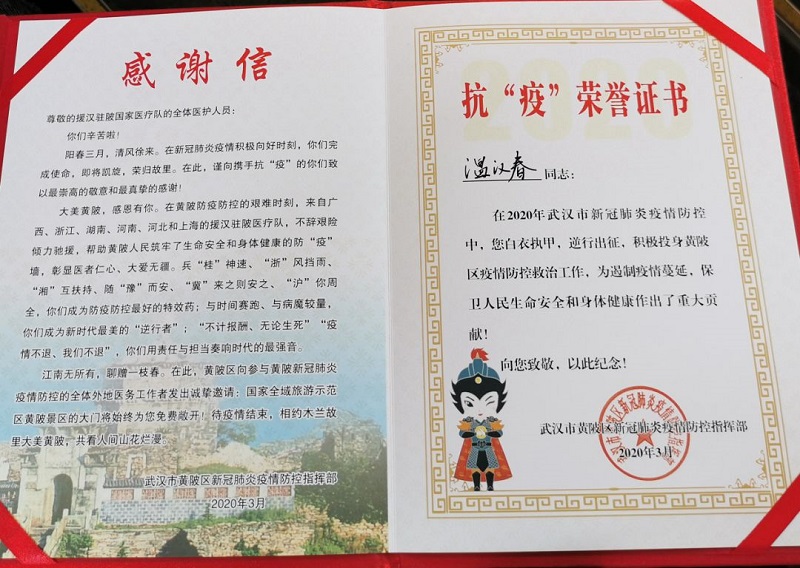 感谢信
尊敬的援汉驻陂国家医疗队的全体医护人员：
你们辛苦啦！
阳春三月，清风徐来。在新冠肺炎疫情积极向好时刻，你们完
成使命，即将凯旋，荣归故里。在此，谨向携手抗“疫”的你们致
以最崇高的敬意和最真挚的感谢！
大美黄陂，感恩有你。在黄陂防疫防控的艰难时刻，来自广
西、浙江、湖南、河南、河北和上海的援汉驻陂医疗队，不辞艰险
倾力驰援，帮助黄陂人民筑牢了生命安全和身体健康的防“疫”
墙，彰显医者仁心、大爱无疆。兵“桂”神速、“浙”风挡雨、
“湘”互扶持、随“豫”而安、“冀”来之则安之、“沪”你周
全，你们成为防疫防控最好的特效药；与时间赛跑、与病魔较量，
你们成为新时代最美的“逆行者”；“不计报酬、无论生死”“疫
情不退、我们不退”，你们用责任与担当奏响时代的最强音。
江南无所有，聊赠一枝春。在此，黄陂区向参与黄陂新冠肺炎
疫情防控的全体外地医务工作者发出诚挚邀请：国家全域旅游示范
区黄陂景区的大门将始终为您免费敞开！待疫情结束，相约木兰故
里大美黄陂，共看人间山花烂漫。
武汉市黄陂区新冠肺炎疫情防控指挥部
2020年3月
2020
抗“疫”荣誉证书
温汉春 同志：
在2020年武汉市新冠肺炎疫情防控
中，您白衣执甲，逆行出征，积极投身黄陂
区疫情防控救治工作，为遏制疫情蔓延，保
卫人民生命安全和身体健康作出了重大贡
献！
向您致敬，以此纪念！
武汉市黄陂区新冠肺炎疫情防控指挥部
2020年3月